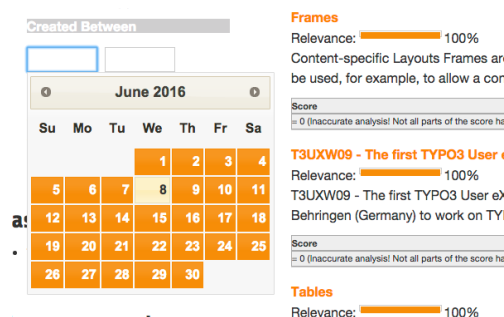 Created Between
June 2016
Su Mo Tu We Th Fr Sa
1 2 3 4
5 6 7 8 9 10 11
12 13 14 15 16 17 18
19 20 21 22 23 24 25
26 27 28 29 30
Frames
Relevance: 100%
Content-specific Layouts Frames are
be used, for example, to allow a con
Score
= 0 (Inaccurate analysis! Not all parts of the score ha
T3UXW09 - The first TYPO3 User e
Relevance: 100%
T3UXW09 - The first TYPO3 User eX
Behringen (Germany) to work on TY
Score
= 0 (Inaccurate analysis! Not all parts of the score ha
Tables
Relevance: 100%